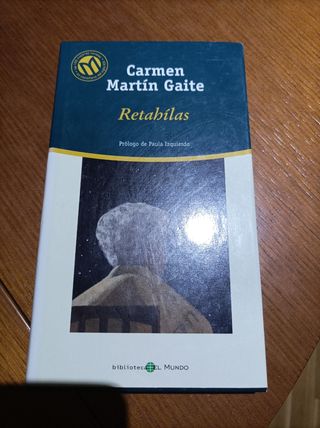 Carmen
Martín Gaite
Retahílas
Prólogo de Paula Izquierdo
biblioteca EL MUNDO